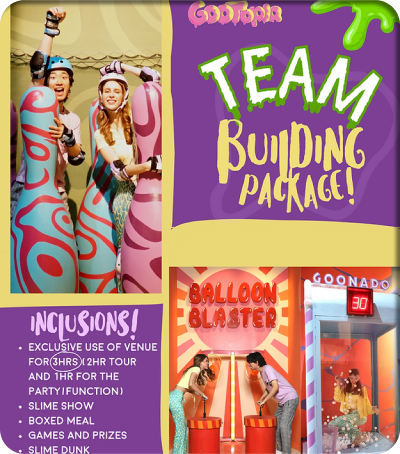 GooTopia
TEAM
BUILDING
PACKAGE!
BALLOON
BLASTER
GOONADO
30
INCLUSIONS!
• EXCLUSIVE USE OF VENUE
FOR 3HRS (2HR TOUR
AND 1HR FOR THE
PARTY/FUNCTION)
• SLIME SHOW
• BOXED MEAL
• GAMES AND PRIZES
• SLIME DUNK